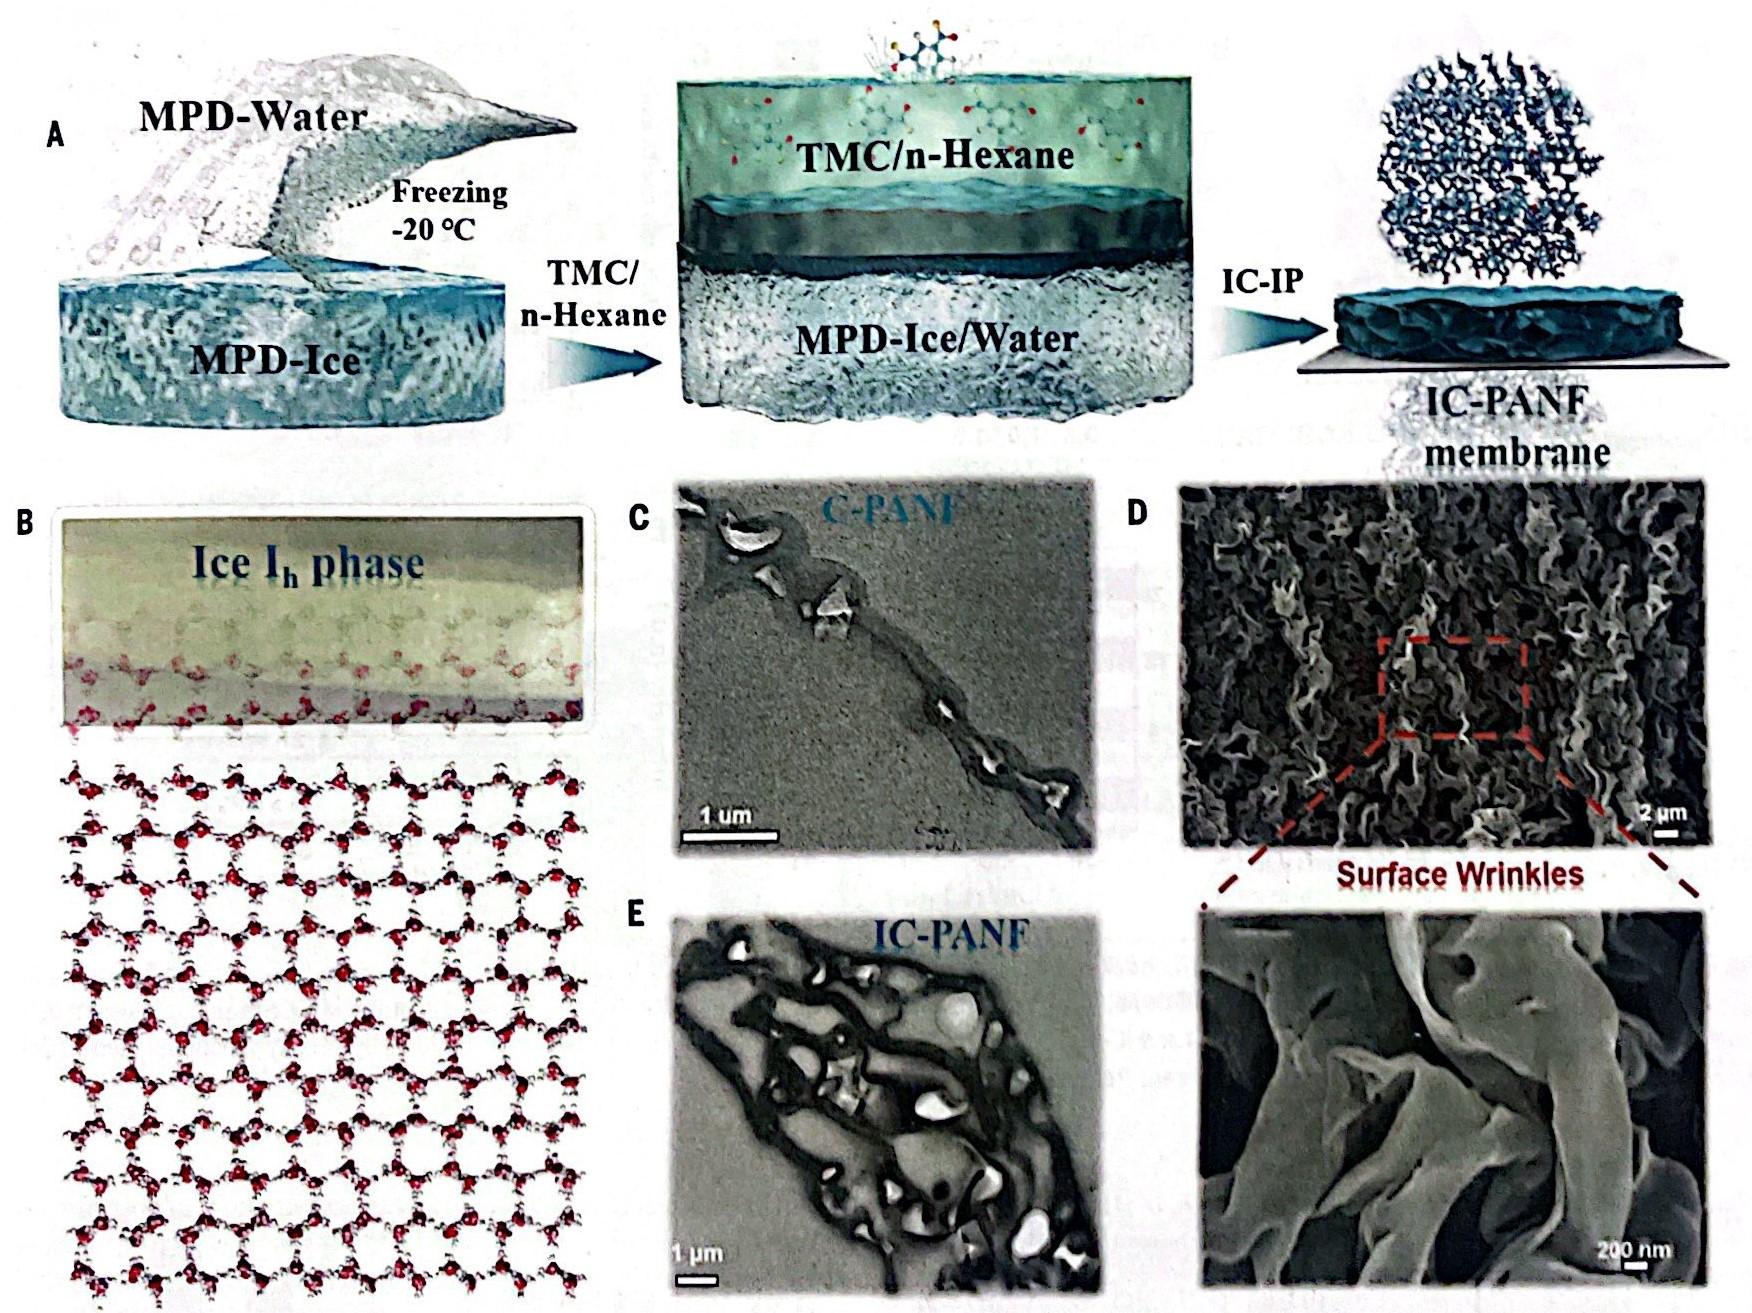 A
MPD-Water
Freezing
-20 °C
MPD-Ice
TMC/
n-Hexane
TMC/n-Hexane
MPD-Ice/Water
IC-IP
IC-PANF
membrane
B
Ice Ih phase
C
C-PANF
1 um
D
2 µm
Surface Wrinkles
200 nm
E
IC-PANF
1 µm